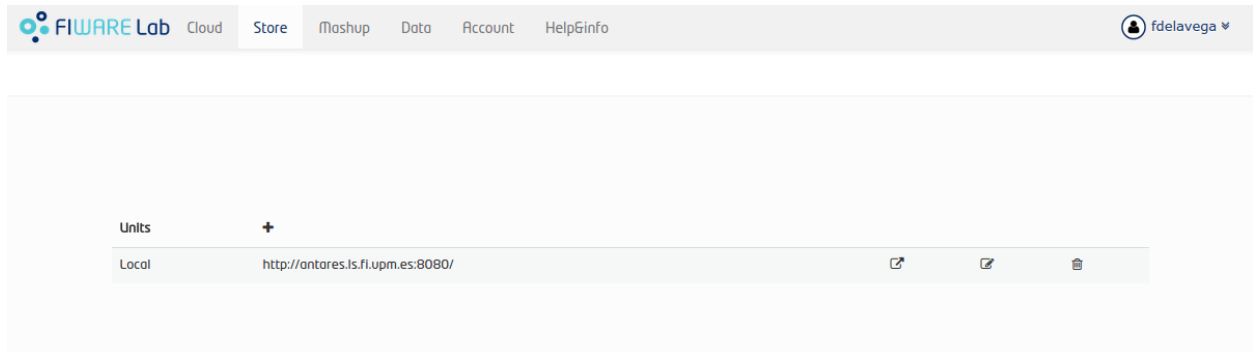 FIWARE Lab Cloud Store Mashup Data Account Help&info fdelavega
Units +
Local http://antares.ls.fi.upm.es:8080/